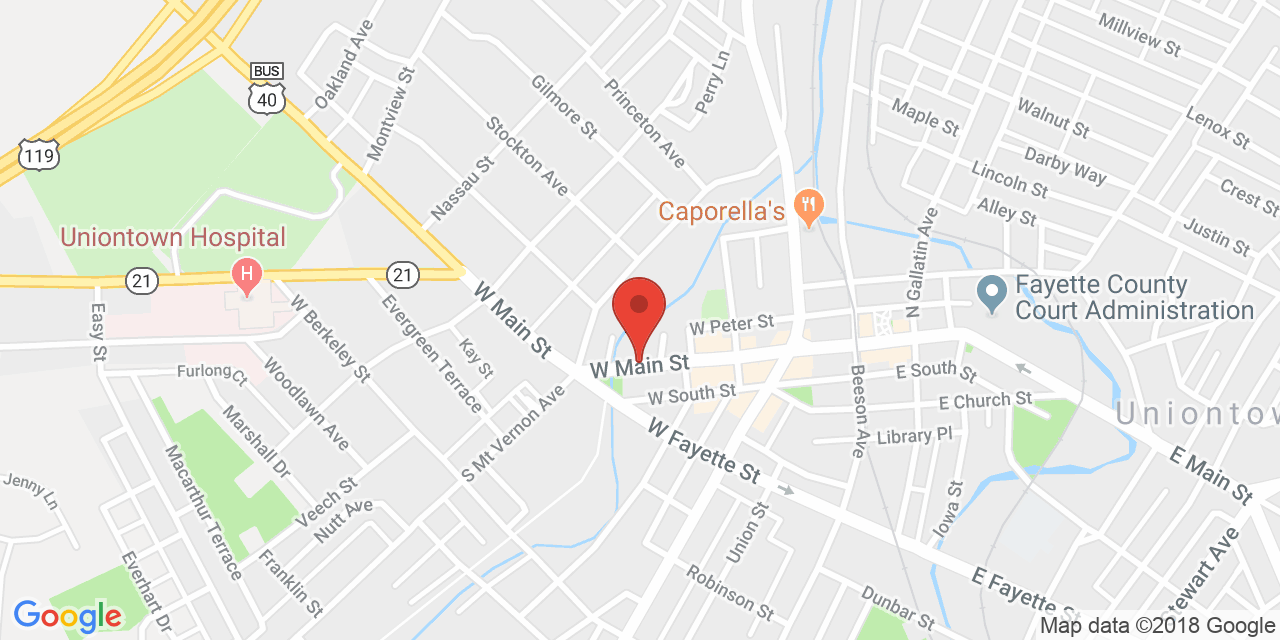 Millview St
Oakland Ave
Perry Ln
BUS
40
Montview St
Gilmore St
Princeton Ave
Maple St
Walnut St
Lenox St
119
Stockton Ave
Darby Way
Nassau St
Lincoln St
Crest St
Caporella's
Alley St
Justin St
Uniontown Hospital
H
21
21
N Gallatin Ave
Fayette County
Court Administration
W Main St
W Berkeley St
Evergreen Terrace
Easy St
Kay St
W Peter St
W Main St
Furlong Ct
Woodlawn Ave
W South St
E South St
Beeson Ave
E Church St
Marshall Dr
S Mt Vernon Ave
Library Pl
Uniontow
W Fayette St
E Main St
Macarthur Terrace
Jenny Ln
Veech St
Nutt Ave
Union St
Iowa St
Franklin St
Everhart Dr
Robinson St
Dunbar St
E Fayette St
Stewart Ave
Google
Map data ©2018 Google